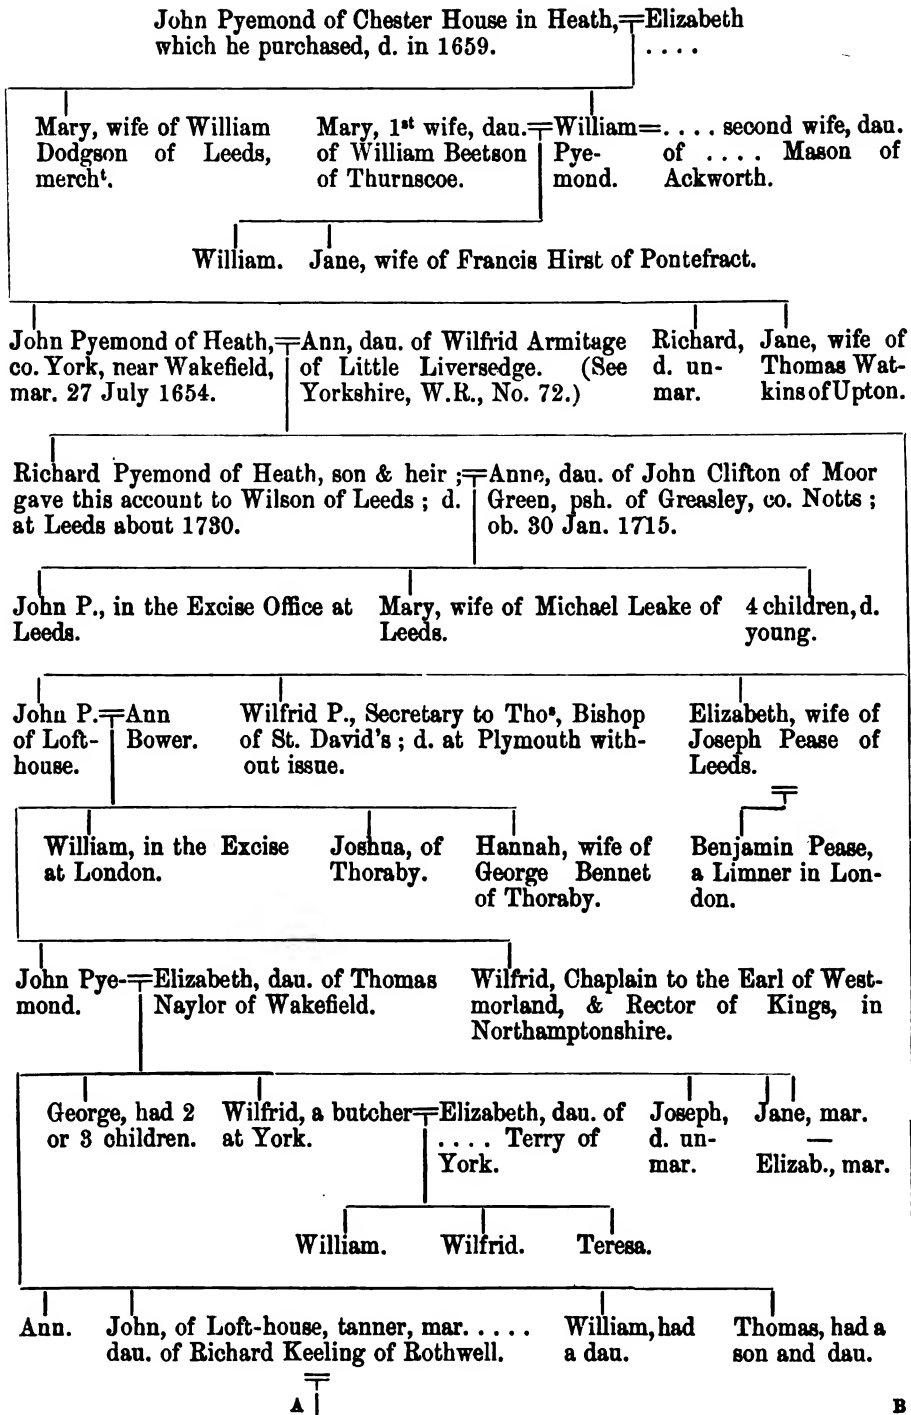 John Pyemond of Chester House in Heath,=Elizabeth
which he purchased, d. in 1659. . . . .
Mary, wife of William
Dodgson of Leeds,
mercht.
Mary, 1st wife, dau.=William=. . . . second wife, dau.
of William Beetson Pye- of . . . . Mason of
of Thurnscoe. mond. Ackworth.
William. Jane, wife of Francis Hirst of Pontefract.
John Pyemond of Heath,=Ann, dau. of Wilfrid Armitage
co. York, near Wakefield, of Little Liversedge. (See
mar. 27 July 1654. Yorkshire, W.R., No. 72.)
Richard,
d. un-
mar.
Jane, wife of
Thomas Wat-
kins of Upton.
Richard Pyemond of Heath, son & heir ;=Anne, dau. of John Clifton of Moor
gave this account to Wilson of Leeds ; d. Green, psh. of Greasley, co. Notts ;
at Leeds about 1730. ob. 30 Jan. 1715.
John P., in the Excise Office at
Leeds.
Mary, wife of Michael Leake of
Leeds.
4 children, d.
young.
John P.=Ann
of Loft- Bower.
house.
Wilfrid P., Secretary to Thos, Bishop
of St. David's ; d. at Plymouth with-
out issue.
Elizabeth, wife of
Joseph Pease of
Leeds.
=
William, in the Excise
at London.
Joshua, of
Thoraby.
Hannah, wife of
George Bennet
of Thoraby.
Benjamin Pease,
a Limner in Lon-
don.
John Pye-=Elizabeth, dau. of Thomas
mond. Naylor of Wakefield.
Wilfrid, Chaplain to the Earl of West-
morland, & Rector of Kings, in
Northamptonshire.
George, had 2
or 3 children.
Wilfrid, a butcher=Elizabeth, dau. of
at York. . . . . Terry of
York.
Joseph,
d. un-
mar.
Jane, mar.
—
Elizab., mar.
William. Wilfrid. Teresa.
Ann.
John, of Loft-house, tanner, mar. . . . .
dau. of Richard Keeling of Rothwell.
William, had
a dau.
Thomas, had a
son and dau.
=
A
B